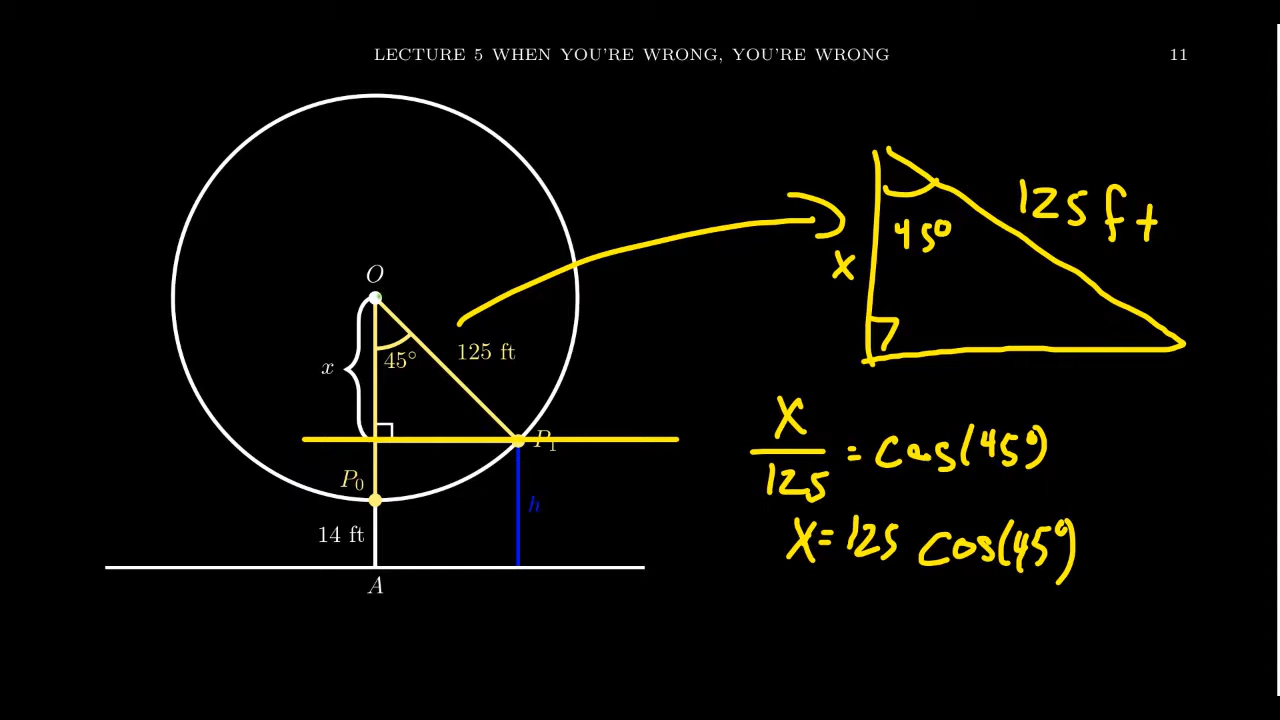 LECTURE 5 WHEN YOU'RE WRONG, YOU'RE WRONG 11
O
x
45°
125 ft
P₁
P₀
h
14 ft
A
125 ft
45°
x
x/125 = cos(45°)
x = 125 cos(45°)